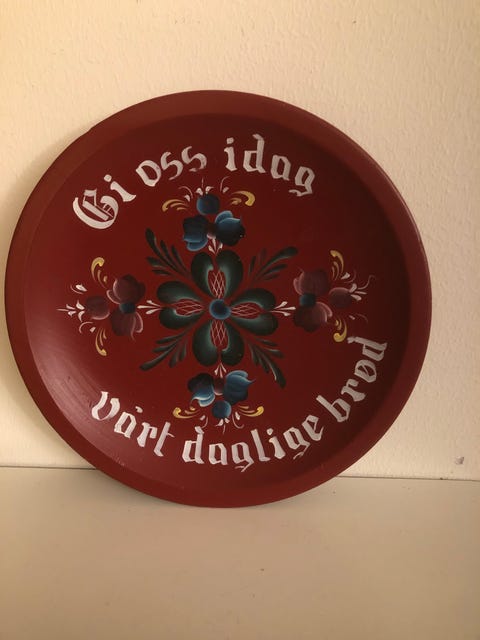 Gi oss idag
vårt daglige brød